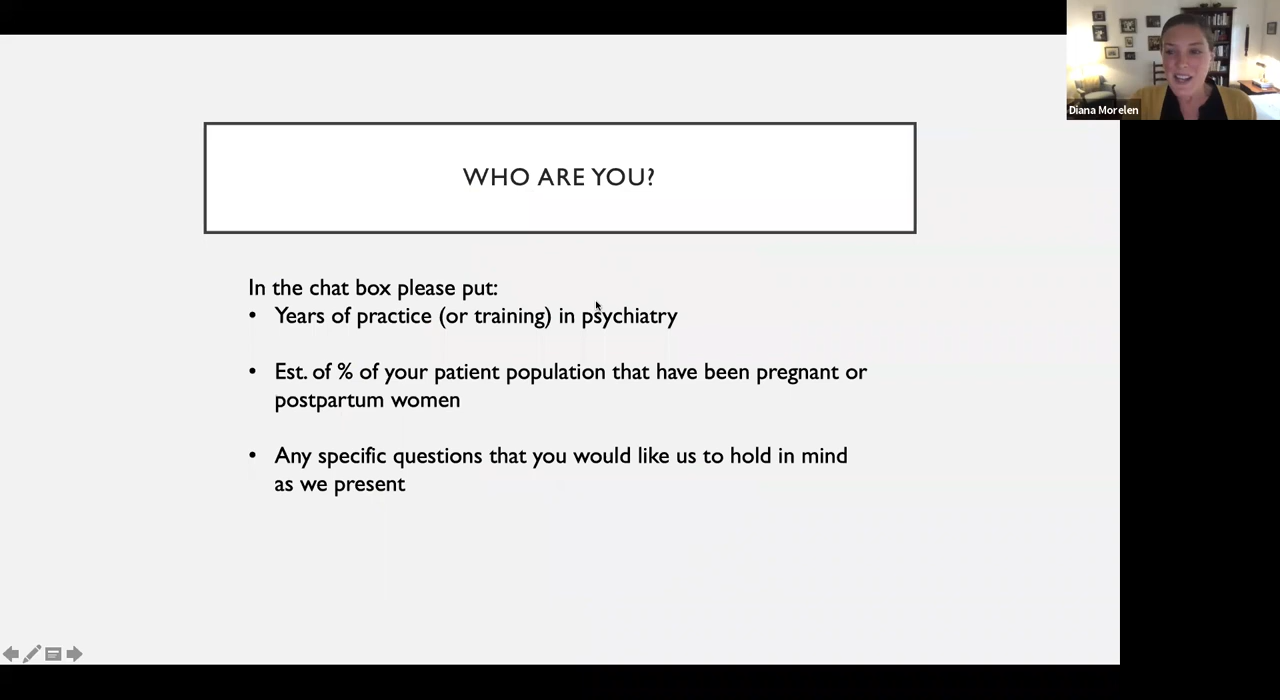 Diana Morelen
WHO ARE YOU?
In the chat box please put:
• Years of practice (or training) in psychiatry
• Est. of % of your patient population that have been pregnant or
postpartum women
• Any specific questions that you would like us to hold in mind
as we present